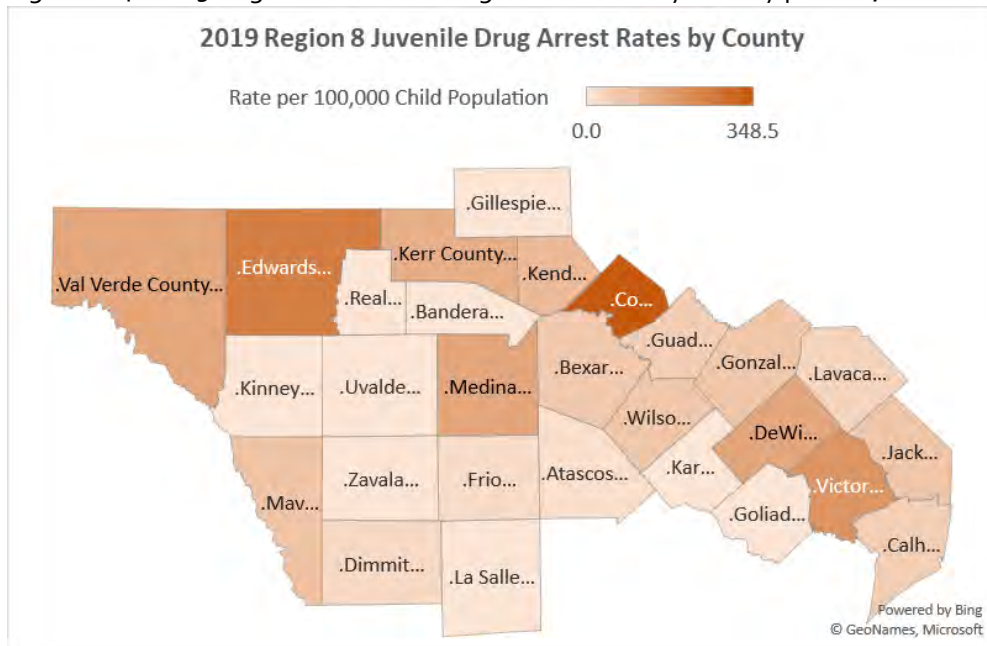 2019 Region 8 Juvenile Drug Arrest Rates by County
Rate per 100,000 Child Population
0.0 348.5
.Gillespie...
.Kerr County...
.Edwards...
.Kend...
.Val Verde County...
.Real...
.Co...
.Bandera...
.Guad...
.Bexar...
.Gonzal...
.Lavaca...
.Kinney...
.Uvalde...
.Medina...
.Wilso...
.DeWi...
.Jack...
.Kar...
.Atascos...
.Zavala...
.Frio...
.Victor...
.Mav...
.Goliad...
.Calh...
.Dimmit...
.La Salle...
Powered by Bing
© GeoNames, Microsoft